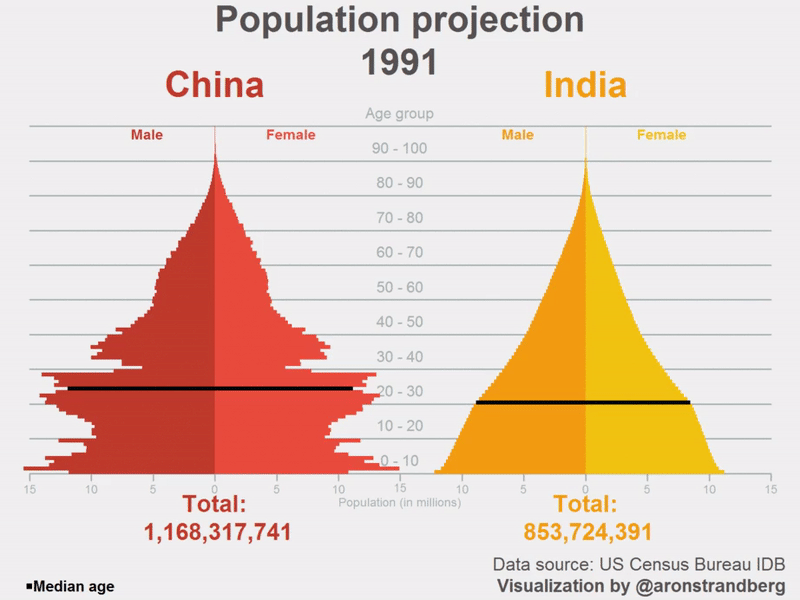 Population projection
1991
China
India
Age group
Male
Female
Male
Female
90 - 100
80 - 90
70 - 80
60 - 70
50 - 60
40 - 50
30 - 40
20 - 30
10 - 20
0 - 10
15 10 5 0 5 10 15
10 5 0 5 10 15
Population (in millions)
Total:
1,168,317,741
Total:
853,724,391
Data source: US Census Bureau IDB
Median age
Visualization by @aronstrandberg